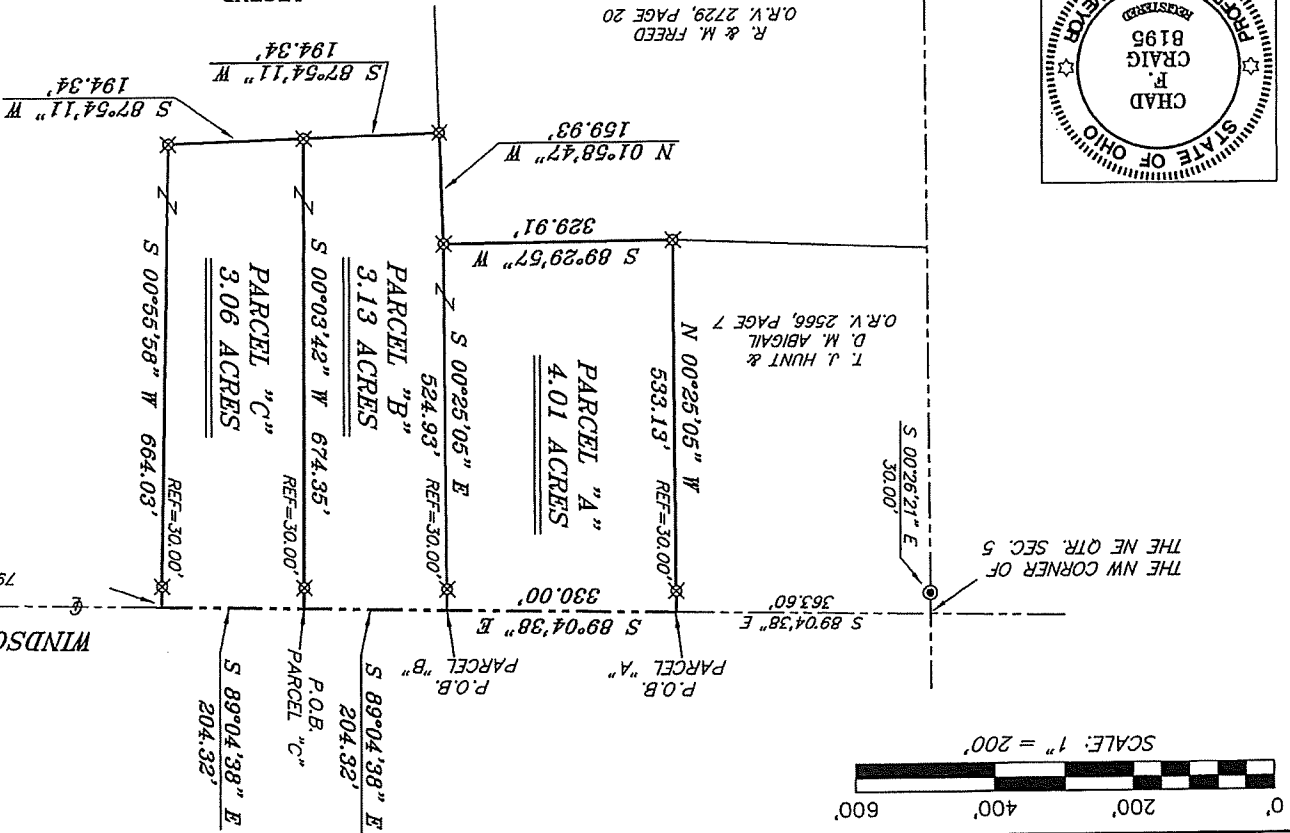 0'
200'
400'
600'
SCALE: 1" = 200'
S 89°04'38" E
204.32'
P.O.B.
PARCEL "C"
S 89°04'38" E
204.32'
P.O.B.
PARCEL "A"
P.O.B.
PARCEL "B"
WINDSO
THE NW CORNER OF
THE NE QTR. SEC. 5
S 89°04'38" E
363.60'
S 89°04'38" E
330.00'
79
S 00°26'21" E
30.00'
T. J. HUNT &
D. M. ABIGAIL
O.R.V. 2566, PAGE 7
N 00°25'05" W
533.13'
REF=30.00'
PARCEL "A"
4.01 ACRES
S 00°25'05" E
524.93'
REF=30.00'
PARCEL "B"
3.13 ACRES
S 00°03'42" W 674.35'
REF=30.00'
PARCEL "C"
3.06 ACRES
S 00°55'58" W 664.03'
REF=30.00'
S 89°29'57" W
329.91'
N 01°58'47" W
159.93'
S 87°54'11" W
194.34'
S 87°54'11" W
194.34'
STATE OF OHIO
CHAD
F.
CRAIG
8195
REGISTERED
R. & M. FREED
O.R.V. 2729, PAGE 20